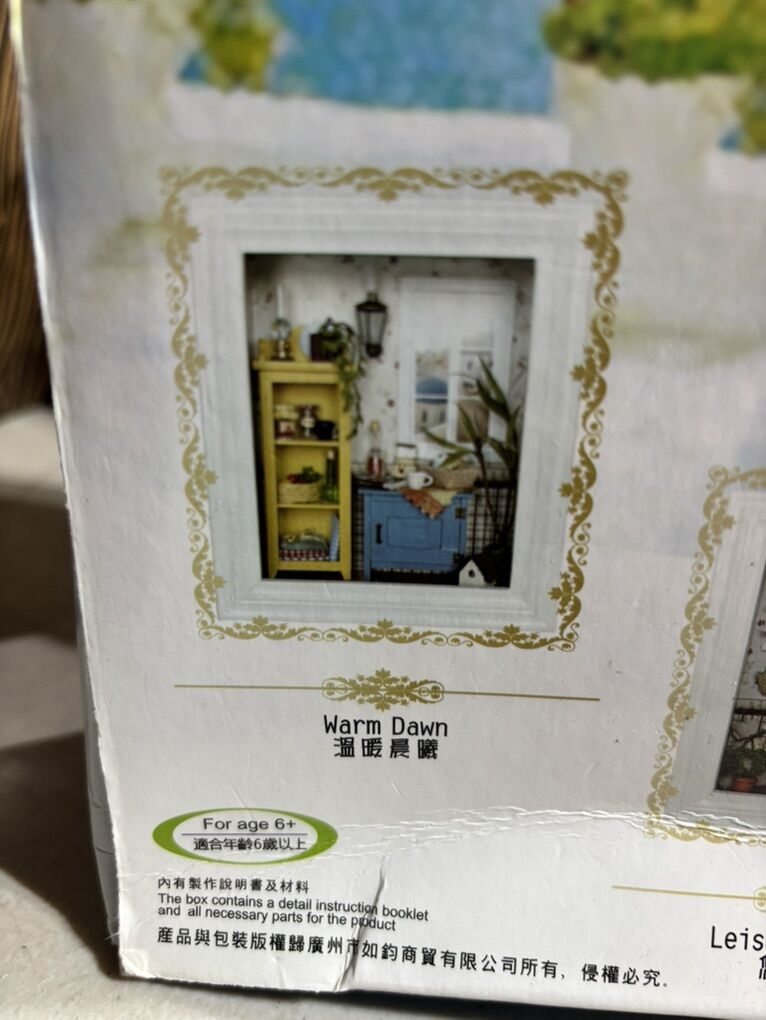 Warm Dawn
溫暖晨曦
For age 6+
適合年齡6歲以上
內有製作說明書及材料
The box contains a detail instruction booklet
and all necessary parts for the product
產品與包裝版權歸廣州市如鈞商貿有限公司所有，侵權必究。
Leis